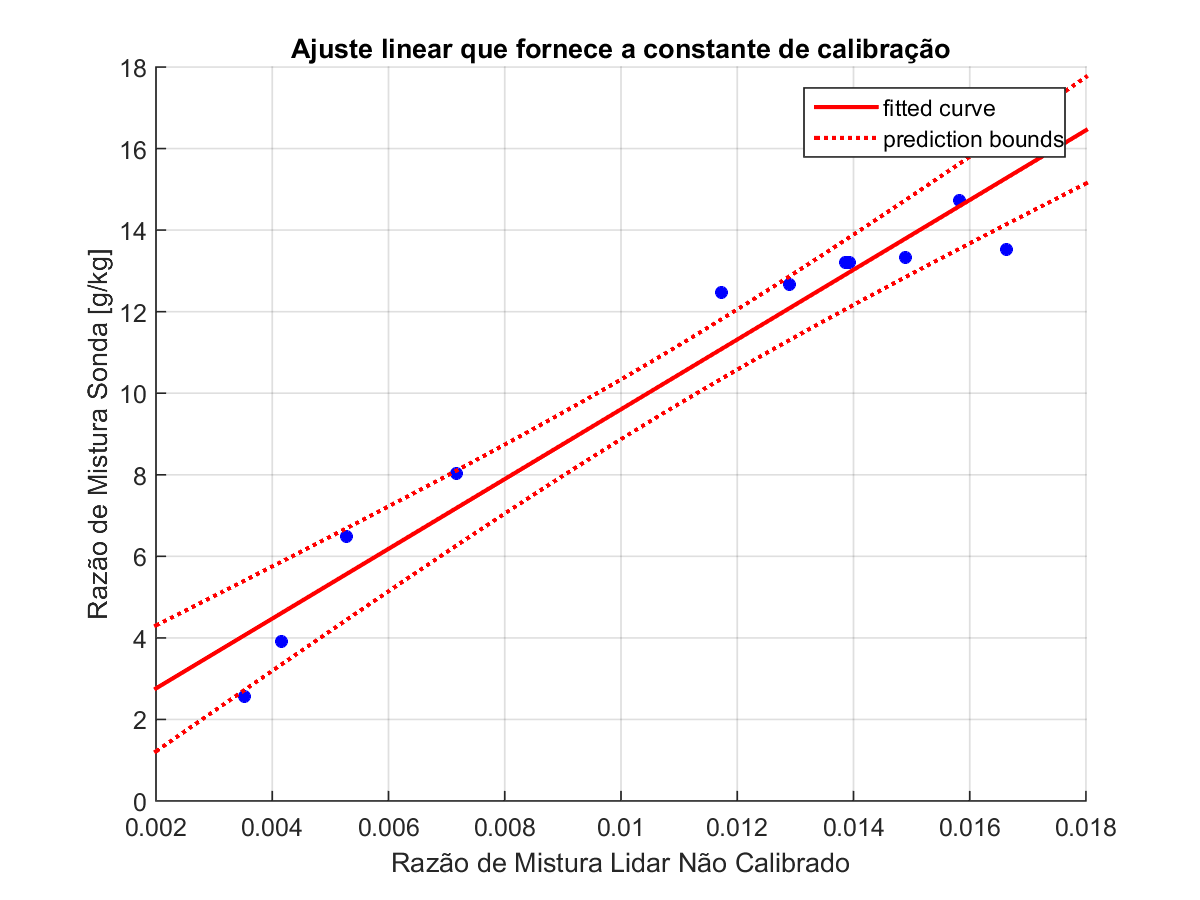 Ajuste linear que fornece a constante de calibração
fitted curve
prediction bounds
18
16
14
12
10
8
6
4
2
0
Razão de Mistura Sonda [g/kg]
0.002 0.004 0.006 0.008 0.01 0.012 0.014 0.016 0.018
Razão de Mistura Lidar Não Calibrado